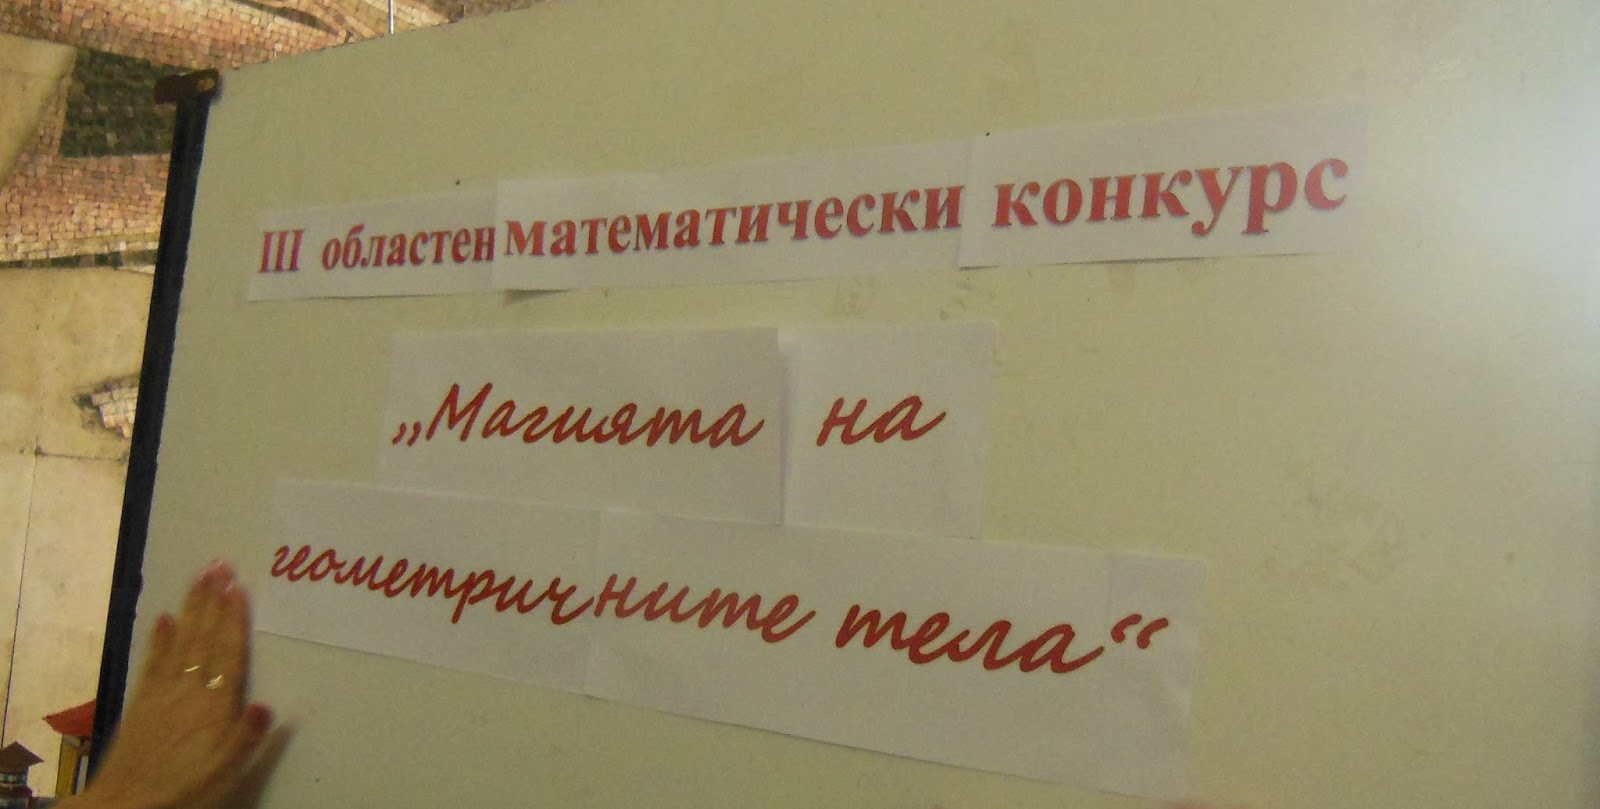 III областен математически конкурс
„Магията на
геометричните тела“